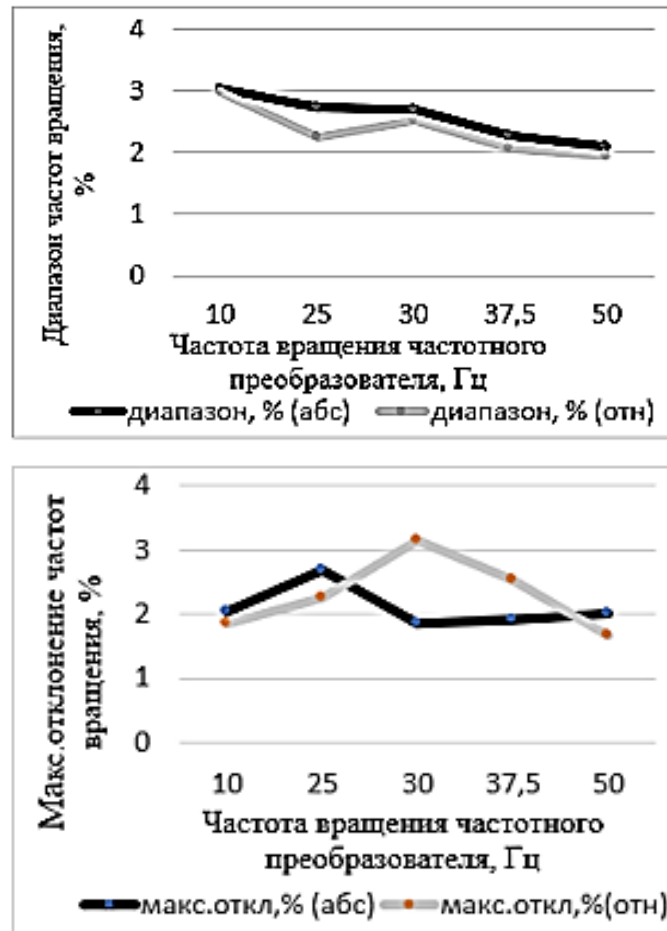 Диапазон частот вращения,
%
4
3
2
1
0
10 25 30 37,5 50
Частота вращения частотного
преобразователя, Гц
диапазон, % (абс) диапазон, % (отн)
Макс.отклонение частот
вращения, %
4
3
2
1
0
10 25 30 37,5 50
Частота вращения частотного
преобразователя, Гц
макс.откл,% (абс) макс.откл,%(отн)